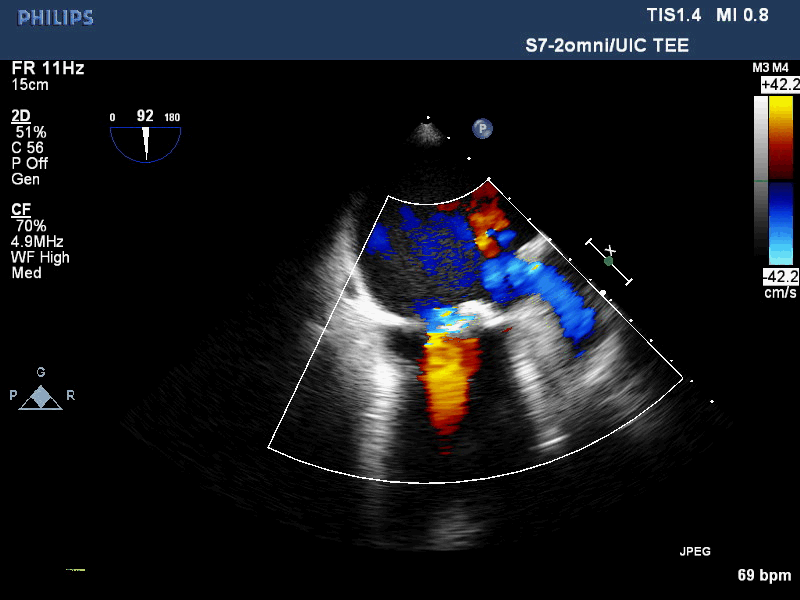 PHILIPS
TIS1.4 MI 0.8
S7-2omni/UIC TEE
FR 11Hz
15cm
M3 M4
+42.2
2D
51%
C 56
P Off
Gen
0 92 180
P
CF
70%
4.9MHz
WF High
Med
X
-42.2
cm/s
G
P R
JPEG
69 bpm